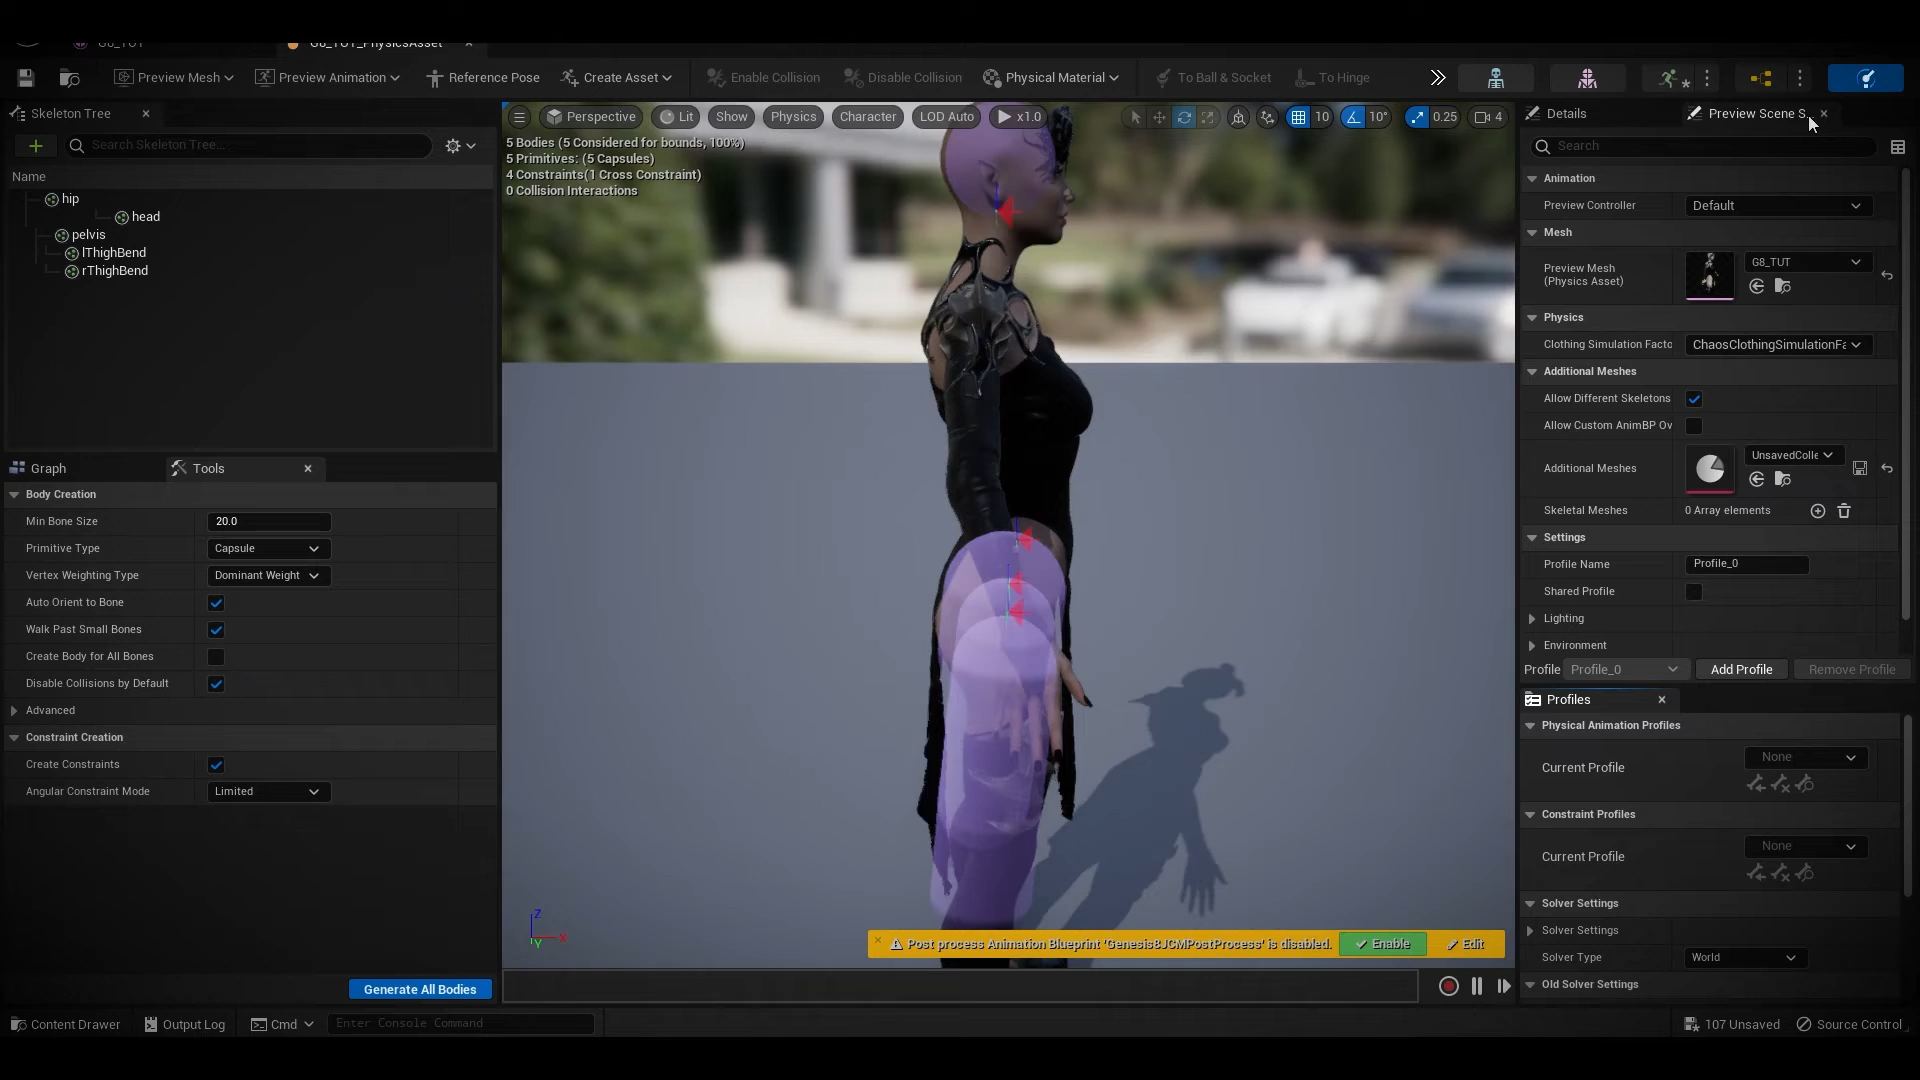 G8_TUT
G8_TUT_PhysicsAsset
Preview Mesh
Preview Animation
Reference Pose
Create Asset
Enable Collision
Disable Collision
Physical Material
To Ball & Socket
To Hinge
Skeleton Tree
Search Skeleton Tree...
Name
hip
head
pelvis
lThighBend
rThighBend
Graph
Tools
Body Creation
Min Bone Size
20.0
Primitive Type
Capsule
Vertex Weighting Type
Dominant Weight
Auto Orient to Bone
Walk Past Small Bones
Create Body for All Bones
Disable Collisions by Default
Advanced
Constraint Creation
Create Constraints
Angular Constraint Mode
Limited
Generate All Bodies
Perspective
Lit
Show
Physics
Character
LOD Auto
x1.0
10
10°
0.25
4
5 Bodies (5 Considered for bounds, 100%)
5 Primitives: (5 Capsules)
4 Constraints(1 Cross Constraint)
0 Collision Interactions
Z
X
Y
Post process Animation Blueprint 'Genesis8JCMPostProcess' is disabled.
Enable
Edit
Details
Preview Scene S...
Search
Animation
Preview Controller
Default
Mesh
Preview Mesh
(Physics Asset)
G8_TUT
Physics
Clothing Simulation Facto
ChaosClothingSimulationFa
Additional Meshes
Allow Different Skeletons
Allow Custom AnimBP Ov
Additional Meshes
UnsavedColle
Skeletal Meshes
0 Array elements
Settings
Profile Name
Profile_0
Shared Profile
Lighting
Environment
Profile
Profile_0
Add Profile
Remove Profile
Profiles
Physical Animation Profiles
Current Profile
None
Constraint Profiles
Current Profile
None
Solver Settings
Solver Settings
Solver Type
World
Old Solver Settings
Content Drawer
Output Log
Cmd
Enter Console Command
107 Unsaved
Source Control